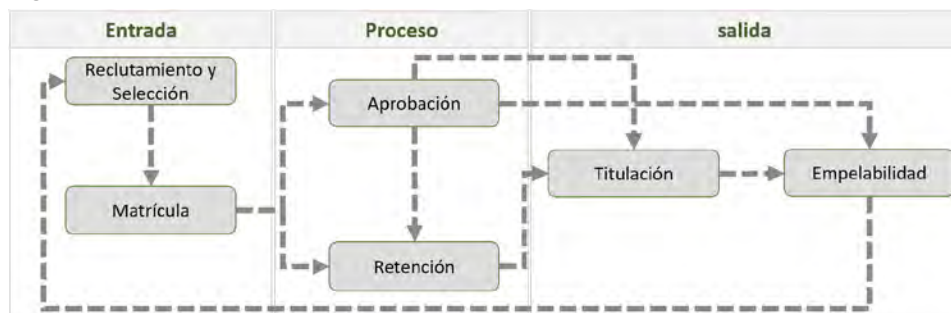 Entrada
Proceso
salida
Reclutamiento y
Selección
Aprobación
Titulación
Empelabilidad
Matrícula
Retención